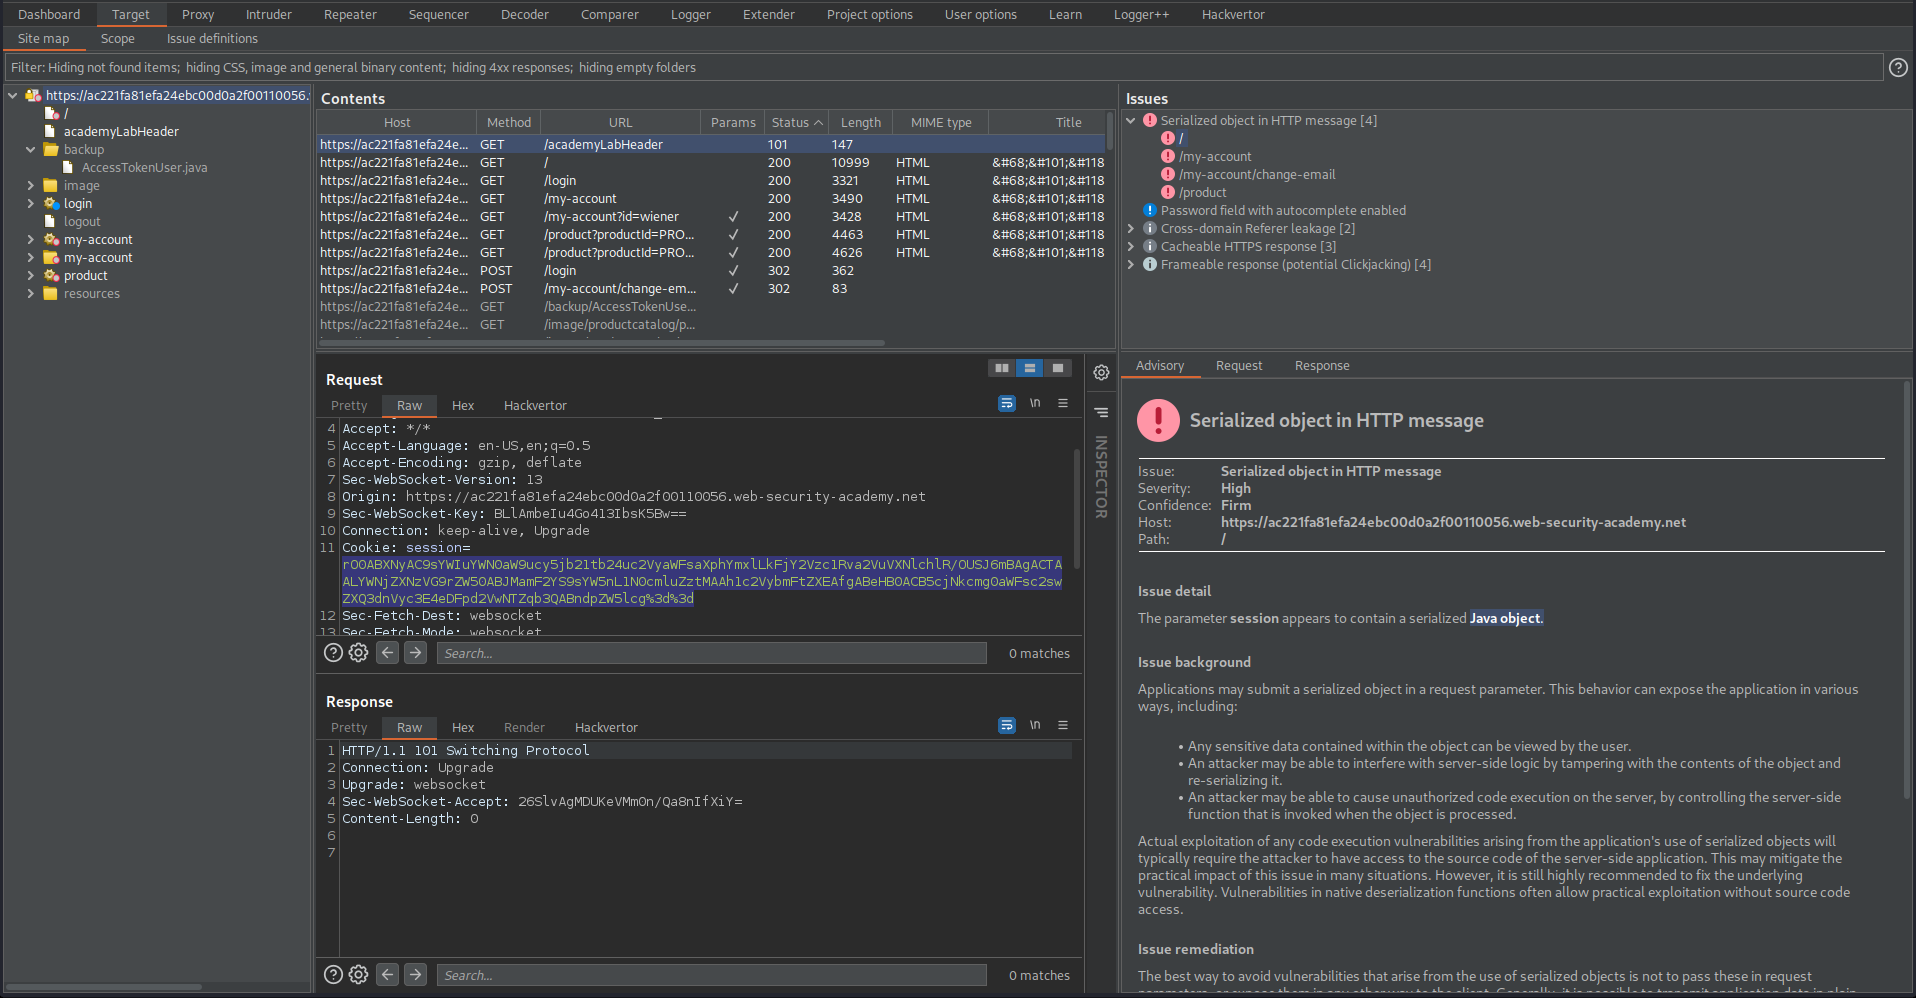 Dashboard Target Proxy Intruder Repeater Sequencer Decoder Comparer Logger Extender Project options User options Learn Logger++ Hackvertor
Site map Scope Issue definitions
Filter: Hiding not found items; hiding CSS, image and general binary content; hiding 4xx responses; hiding empty folders
https://ac221fa81efa24ebc00d0a2f00110056.
/
academyLabHeader
backup
AccessTokenUser.java
image
login
logout
my-account
my-account
product
resources
Contents
Host Method URL Params Status Length MIME type Title
https://ac221fa81efa24e... GET /academyLabHeader 101 147
https://ac221fa81efa24e... GET / 200 10999 HTML &#68;&#101;&#118
https://ac221fa81efa24e... GET /login 200 3321 HTML &#68;&#101;&#118
https://ac221fa81efa24e... GET /my-account 200 3490 HTML &#68;&#101;&#118
https://ac221fa81efa24e... GET /my-account?id=wiener ✓ 200 3428 HTML &#68;&#101;&#118
https://ac221fa81efa24e... GET /product?productId=PRO... ✓ 200 4463 HTML &#68;&#101;&#118
https://ac221fa81efa24e... GET /product?productId=PRO... ✓ 200 4626 HTML &#68;&#101;&#118
https://ac221fa81efa24e... POST /login ✓ 302 362
https://ac221fa81efa24e... POST /my-account/change-em... ✓ 302 83
https://ac221fa81efa24e... GET /backup/AccessTokenUse...
https://ac221fa81efa24e... GET /image/productcatalog/p...
Request
Pretty Raw Hex Hackvertor \n
4 Accept: */*
5 Accept-Language: en-US,en;q=0.5
6 Accept-Encoding: gzip, deflate
7 Sec-WebSocket-Version: 13
8 Origin: https://ac221fa81efa24ebc00d0a2f00110056.web-security-academy.net
9 Sec-WebSocket-Key: BLlAmbeIu4Go413IbsK5Bw==
10 Connection: keep-alive, Upgrade
11 Cookie: session=
rO0ABXNyAC9sYWIuYWN0aW9ucy5jb21tb24uc2VyaWFsaXphYmxlLkFjY2Vzc1Rva2VuVXNlchlR/OUSJ6mBAgACTA
ALYWNjZXNzVG9rZW50ABJMamF2YS9sYW5nL1N0cmluZztMAAh1c2VybmFtZXEAfgABeHB0ACB5cjNkcmg0aWFsc2sw
ZXQ3dnVyc3E4eDFpd2VwNTZqb3QABndpZW5lcg%3d%3d
12 Sec-Fetch-Dest: websocket
13 Sec-Fetch-Mode: websocket
Search... 0 matches
Response
Pretty Raw Hex Render Hackvertor \n
1 HTTP/1.1 101 Switching Protocol
2 Connection: Upgrade
3 Upgrade: websocket
4 Sec-WebSocket-Accept: 26SlvAgMDUKeVMmOn/Qa8nIfXiY=
5 Content-Length: 0
6
7
Search... 0 matches
INSPECTOR
Issues
Serialized object in HTTP message [4]
/
/my-account
/my-account/change-email
/product
Password field with autocomplete enabled
Cross-domain Referer leakage [2]
Cacheable HTTPS response [3]
Frameable response (potential Clickjacking) [4]
Advisory Request Response
Serialized object in HTTP message
Issue: Serialized object in HTTP message
Severity: High
Confidence: Firm
Host: https://ac221fa81efa24ebc00d0a2f00110056.web-security-academy.net
Path: /
Issue detail
The parameter session appears to contain a serialized Java object.
Issue background
Applications may submit a serialized object in a request parameter. This behavior can expose the application in various
ways, including:
• Any sensitive data contained within the object can be viewed by the user.
• An attacker may be able to interfere with server-side logic by tampering with the contents of the object and
re-serializing it.
• An attacker may be able to cause unauthorized code execution on the server, by controlling the server-side
function that is invoked when the object is processed.
Actual exploitation of any code execution vulnerabilities arising from the application's use of serialized objects will
typically require the attacker to have access to the source code of the server-side application. This may mitigate the
practical impact of this issue in many situations. However, it is still highly recommended to fix the underlying
vulnerability. Vulnerabilities in native deserialization functions often allow practical exploitation without source code
access.
Issue remediation
The best way to avoid vulnerabilities that arise from the use of serialized objects is not to pass these in request